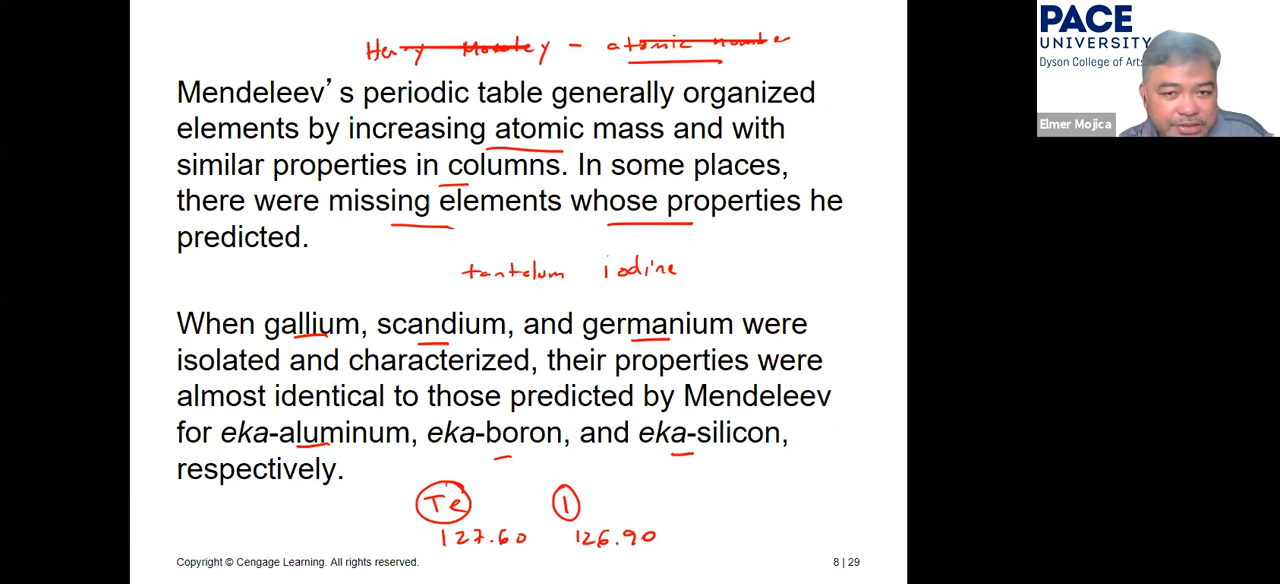 Henry Moseley - atomic number
PACE
UNIVERSITY
Dyson College of Arts
Elmer Mojica
Mendeleev's periodic table generally organized
elements by increasing atomic mass and with
similar properties in columns. In some places,
there were missing elements whose properties he
predicted.
tantalum iodine
When gallium, scandium, and germanium were
isolated and characterized, their properties were
almost identical to those predicted by Mendeleev
for eka-aluminum, eka-boron, and eka-silicon,
respectively.
Te I
127.60 126.90
Copyright © Cengage Learning. All rights reserved. 8 | 29